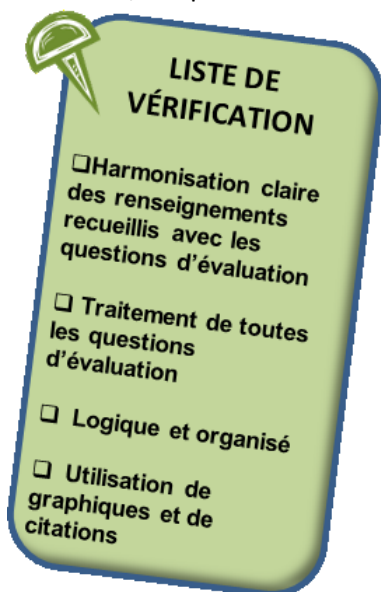 LISTE DE
VÉRIFICATION
❑Harmonisation claire
des renseignements
recueillis avec les
questions d'évaluation
❑ Traitement de toutes
les questions
d'évaluation
❑ Logique et organisé
❑ Utilisation de
graphiques et de
citations